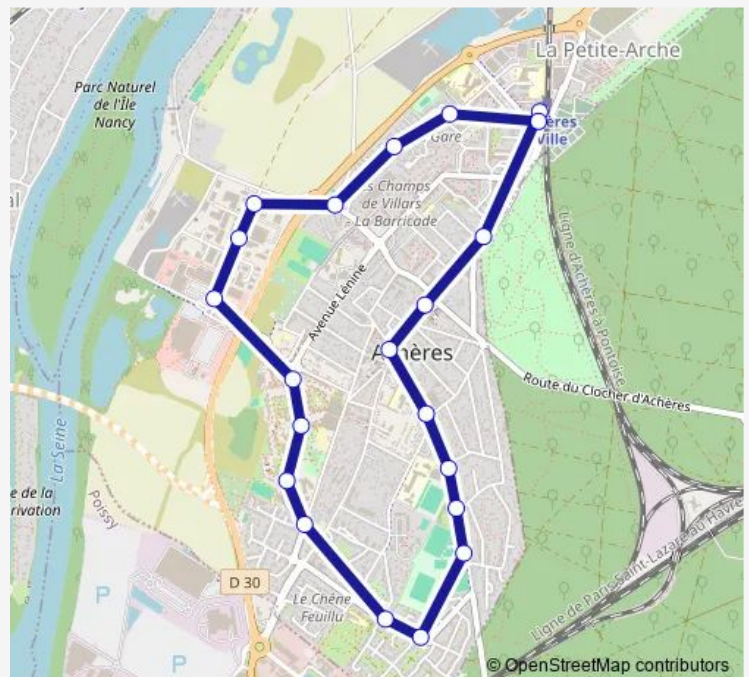 La Petite-Arche
Parc Naturel
de l'Île
Nancy
Gare
Ville
s Champs
de Villars
La Barricade
Avenue Lénine
Ligne d'Achères à Pontoise
Route du Clocher d'Achères
La Seine
Poissy
D 30
Le Chêne
Feuillu
Ligne de Paris-Saint-Lazare au Havre
P
P
© OpenStreetMap contributors